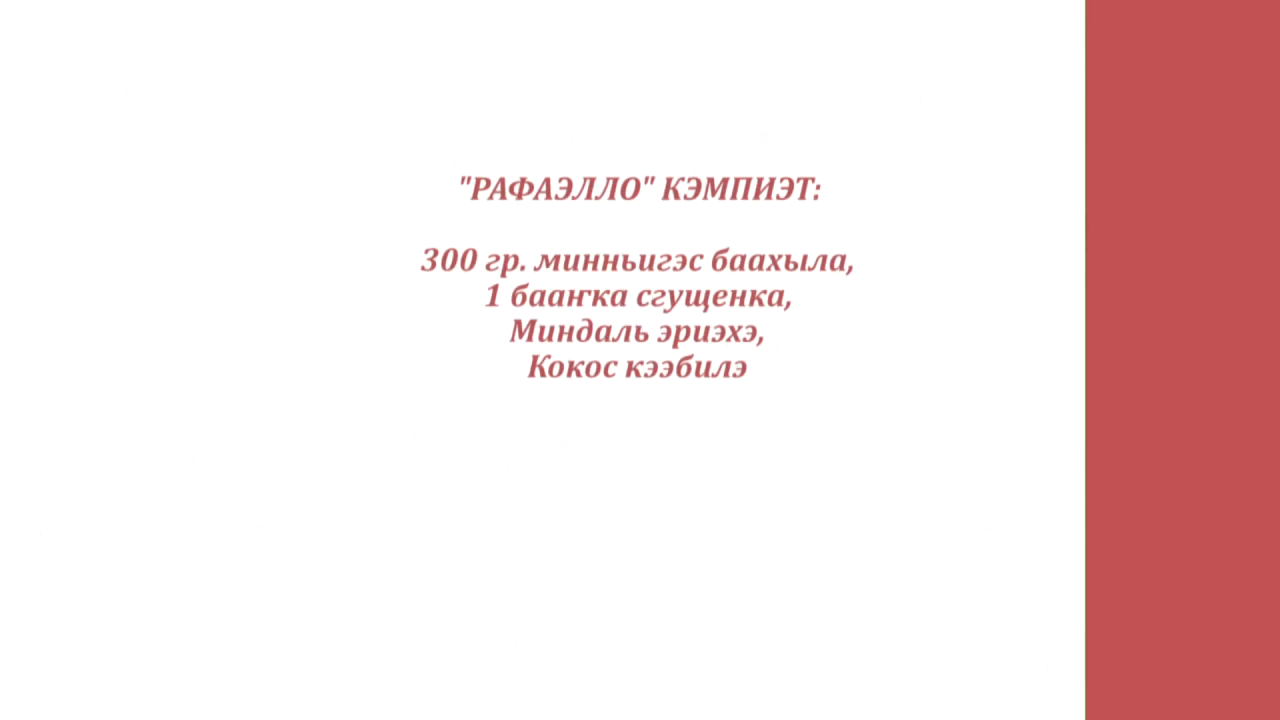 "РАФАЭЛЛО" КЭМПИЭТ:
300 гр. минньигэс баахыла,
1 бааҥка сгущенка,
Миндаль эриэхэ,
Кокос кээбилэ